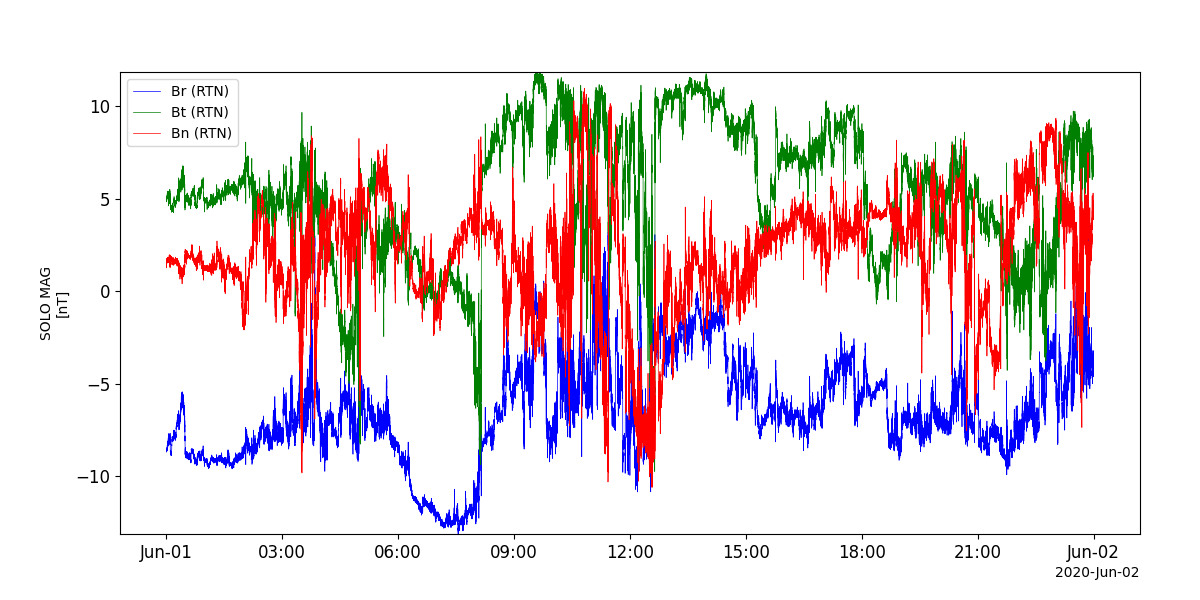 Br (RTN)
Bt (RTN)
Bn (RTN)
SOLO MAG
[nT]
10
5
0
−5
−10
Jun-01
03:00
06:00
09:00
12:00
15:00
18:00
21:00
Jun-02
2020-Jun-02